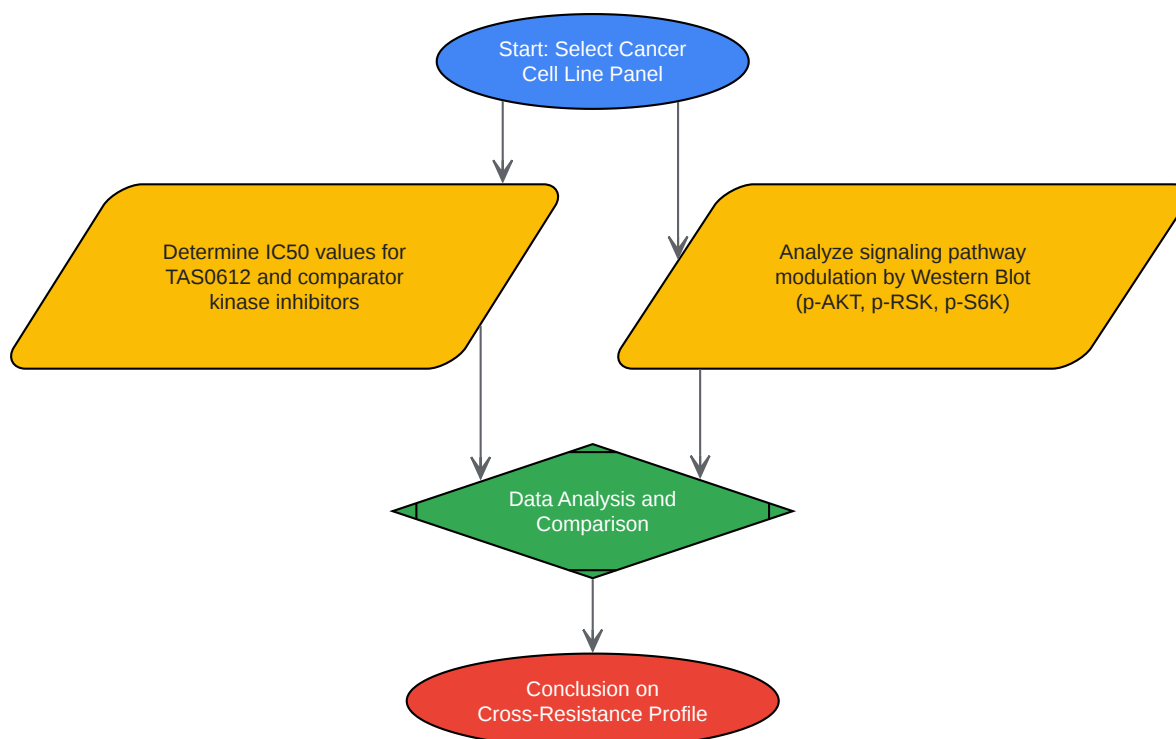 Start: Select Cancer
Cell Line Panel
Determine IC50 values for
TAS0612 and comparator
kinase inhibitors
Analyze signaling pathway
modulation by Western Blot
(p-AKT, p-RSK, p-S6K)
Data Analysis and
Comparison
Conclusion on
Cross-Resistance Profile